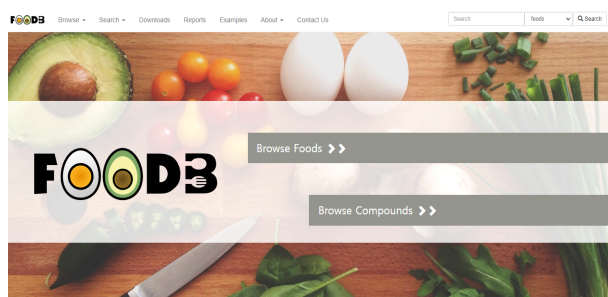 FOODB Browse Search Downloads Reports Examples About Contact Us Search foods Search
Browse Foods
FOODB
Browse Compounds